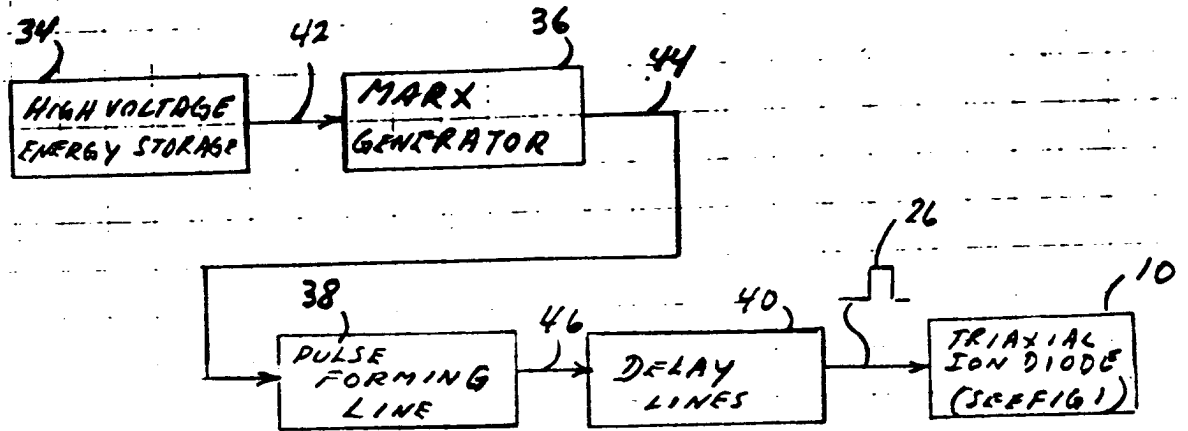 34
42
36
44
HIGH VOLTAGE
ENERGY STORAGE
MARX
GENERATOR
26
10
38
46
40
PULSE
FORMING
LINE
DELAY
LINES
TRIAXIAL
ION DIODE
(SEE FIG 1)